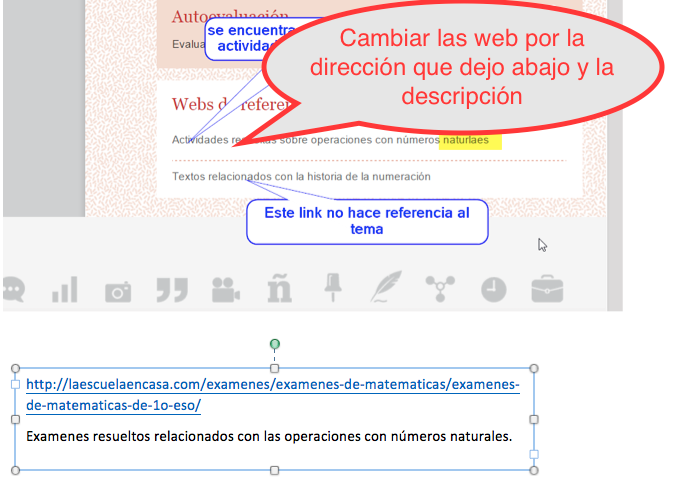 Autoevaluación
se encuentra
actividad
Evalua
Cambiar las web por la
dirección que dejo abajo y la
descripción
Webs de referen
Actividades resueltas sobre operaciones con números naturlaes
Textos relacionados con la historia de la numeración
Este link no hace referencia al
tema
ñ
http://laescuelaencasa.com/examenes/examenes-de-matematicas/examenes-
de-matematicas-de-1o-eso/
Examenes resueltos relacionados con las operaciones con números naturales.